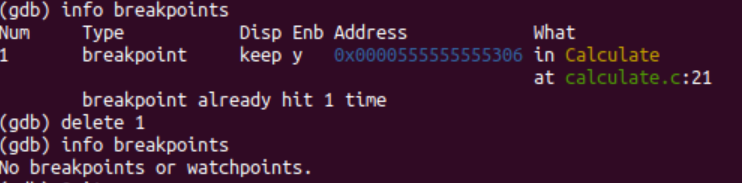 (gdb) info breakpoints
Num     Type           Disp Enb Address            What
1       breakpoint     keep y   0x0000555555555306 in Calculate
                                                   at calculate.c:21
        breakpoint already hit 1 time
(gdb) delete 1
(gdb) info breakpoints
No breakpoints or watchpoints.